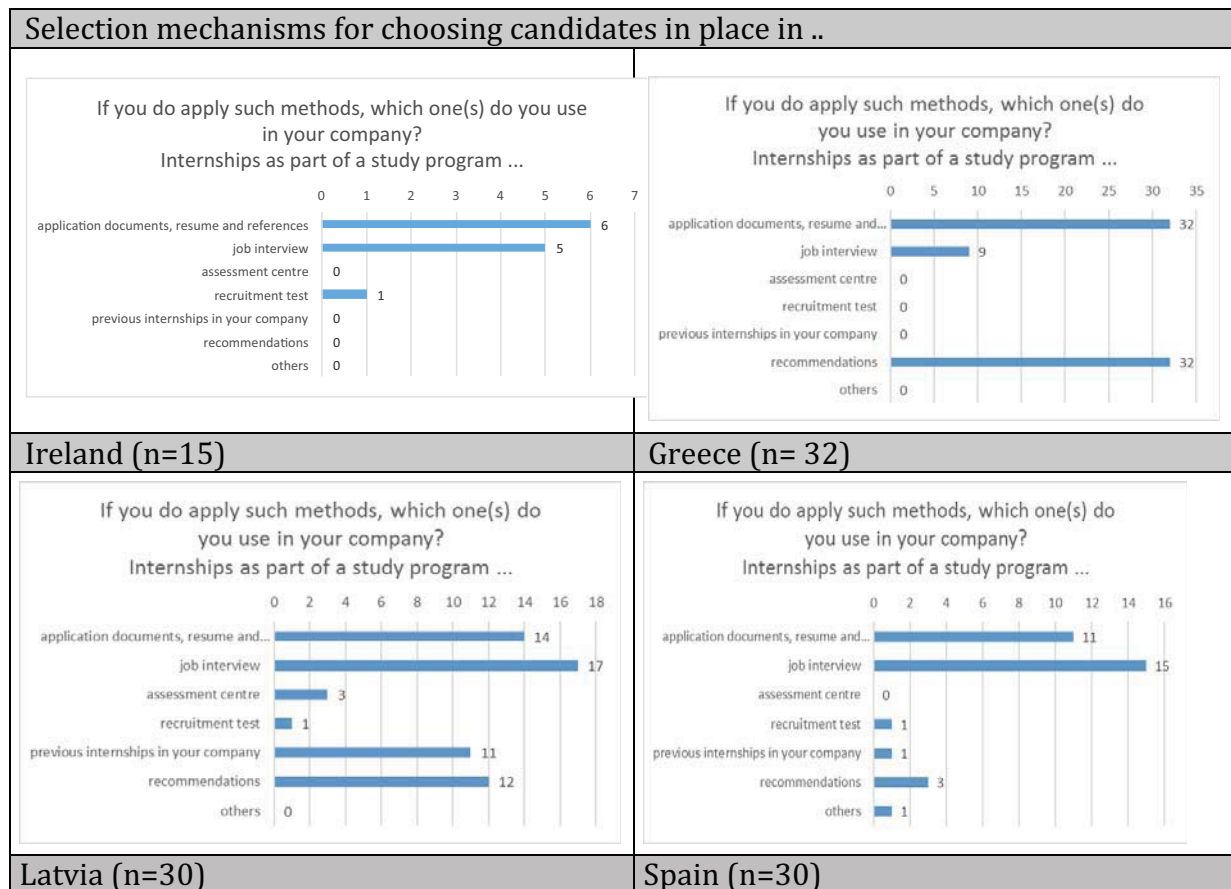 Selection mechanisms for choosing candidates in place in ..
If you do apply such methods, which one(s) do you use
in your company?
Internships as part of a study program ...
0 1 2 3 4 5 6 7
application documents, resume and references 6
job interview 5
assessment centre 0
recruitment test 1
previous internships in your company 0
recommendations 0
others 0
If you do apply such methods, which one(s) do
you use in your company?
Internships as part of a study program ...
0 5 10 15 20 25 30 35
application documents, resume and... 32
job interview 9
assessment centre 0
recruitment test 0
previous internships in your company 0
recommendations 32
others 0
Ireland (n=15)
Greece (n= 32)
If you do apply such methods, which one(s) do
you use in your company?
Internships as part of a study program ...
0 2 4 6 8 10 12 14 16 18
application documents, resume and... 14
job interview 17
assessment centre 3
recruitment test 1
previous internships in your company 11
recommendations 12
others 0
If you do apply such methods, which one(s) do
you use in your company?
Internships as part of a study program ...
0 2 4 6 8 10 12 14 16
application documents, resume and... 11
job interview 15
assessment centre 0
recruitment test 1
previous internships in your company 1
recommendations 3
others 1
Latvia (n=30)
Spain (n=30)